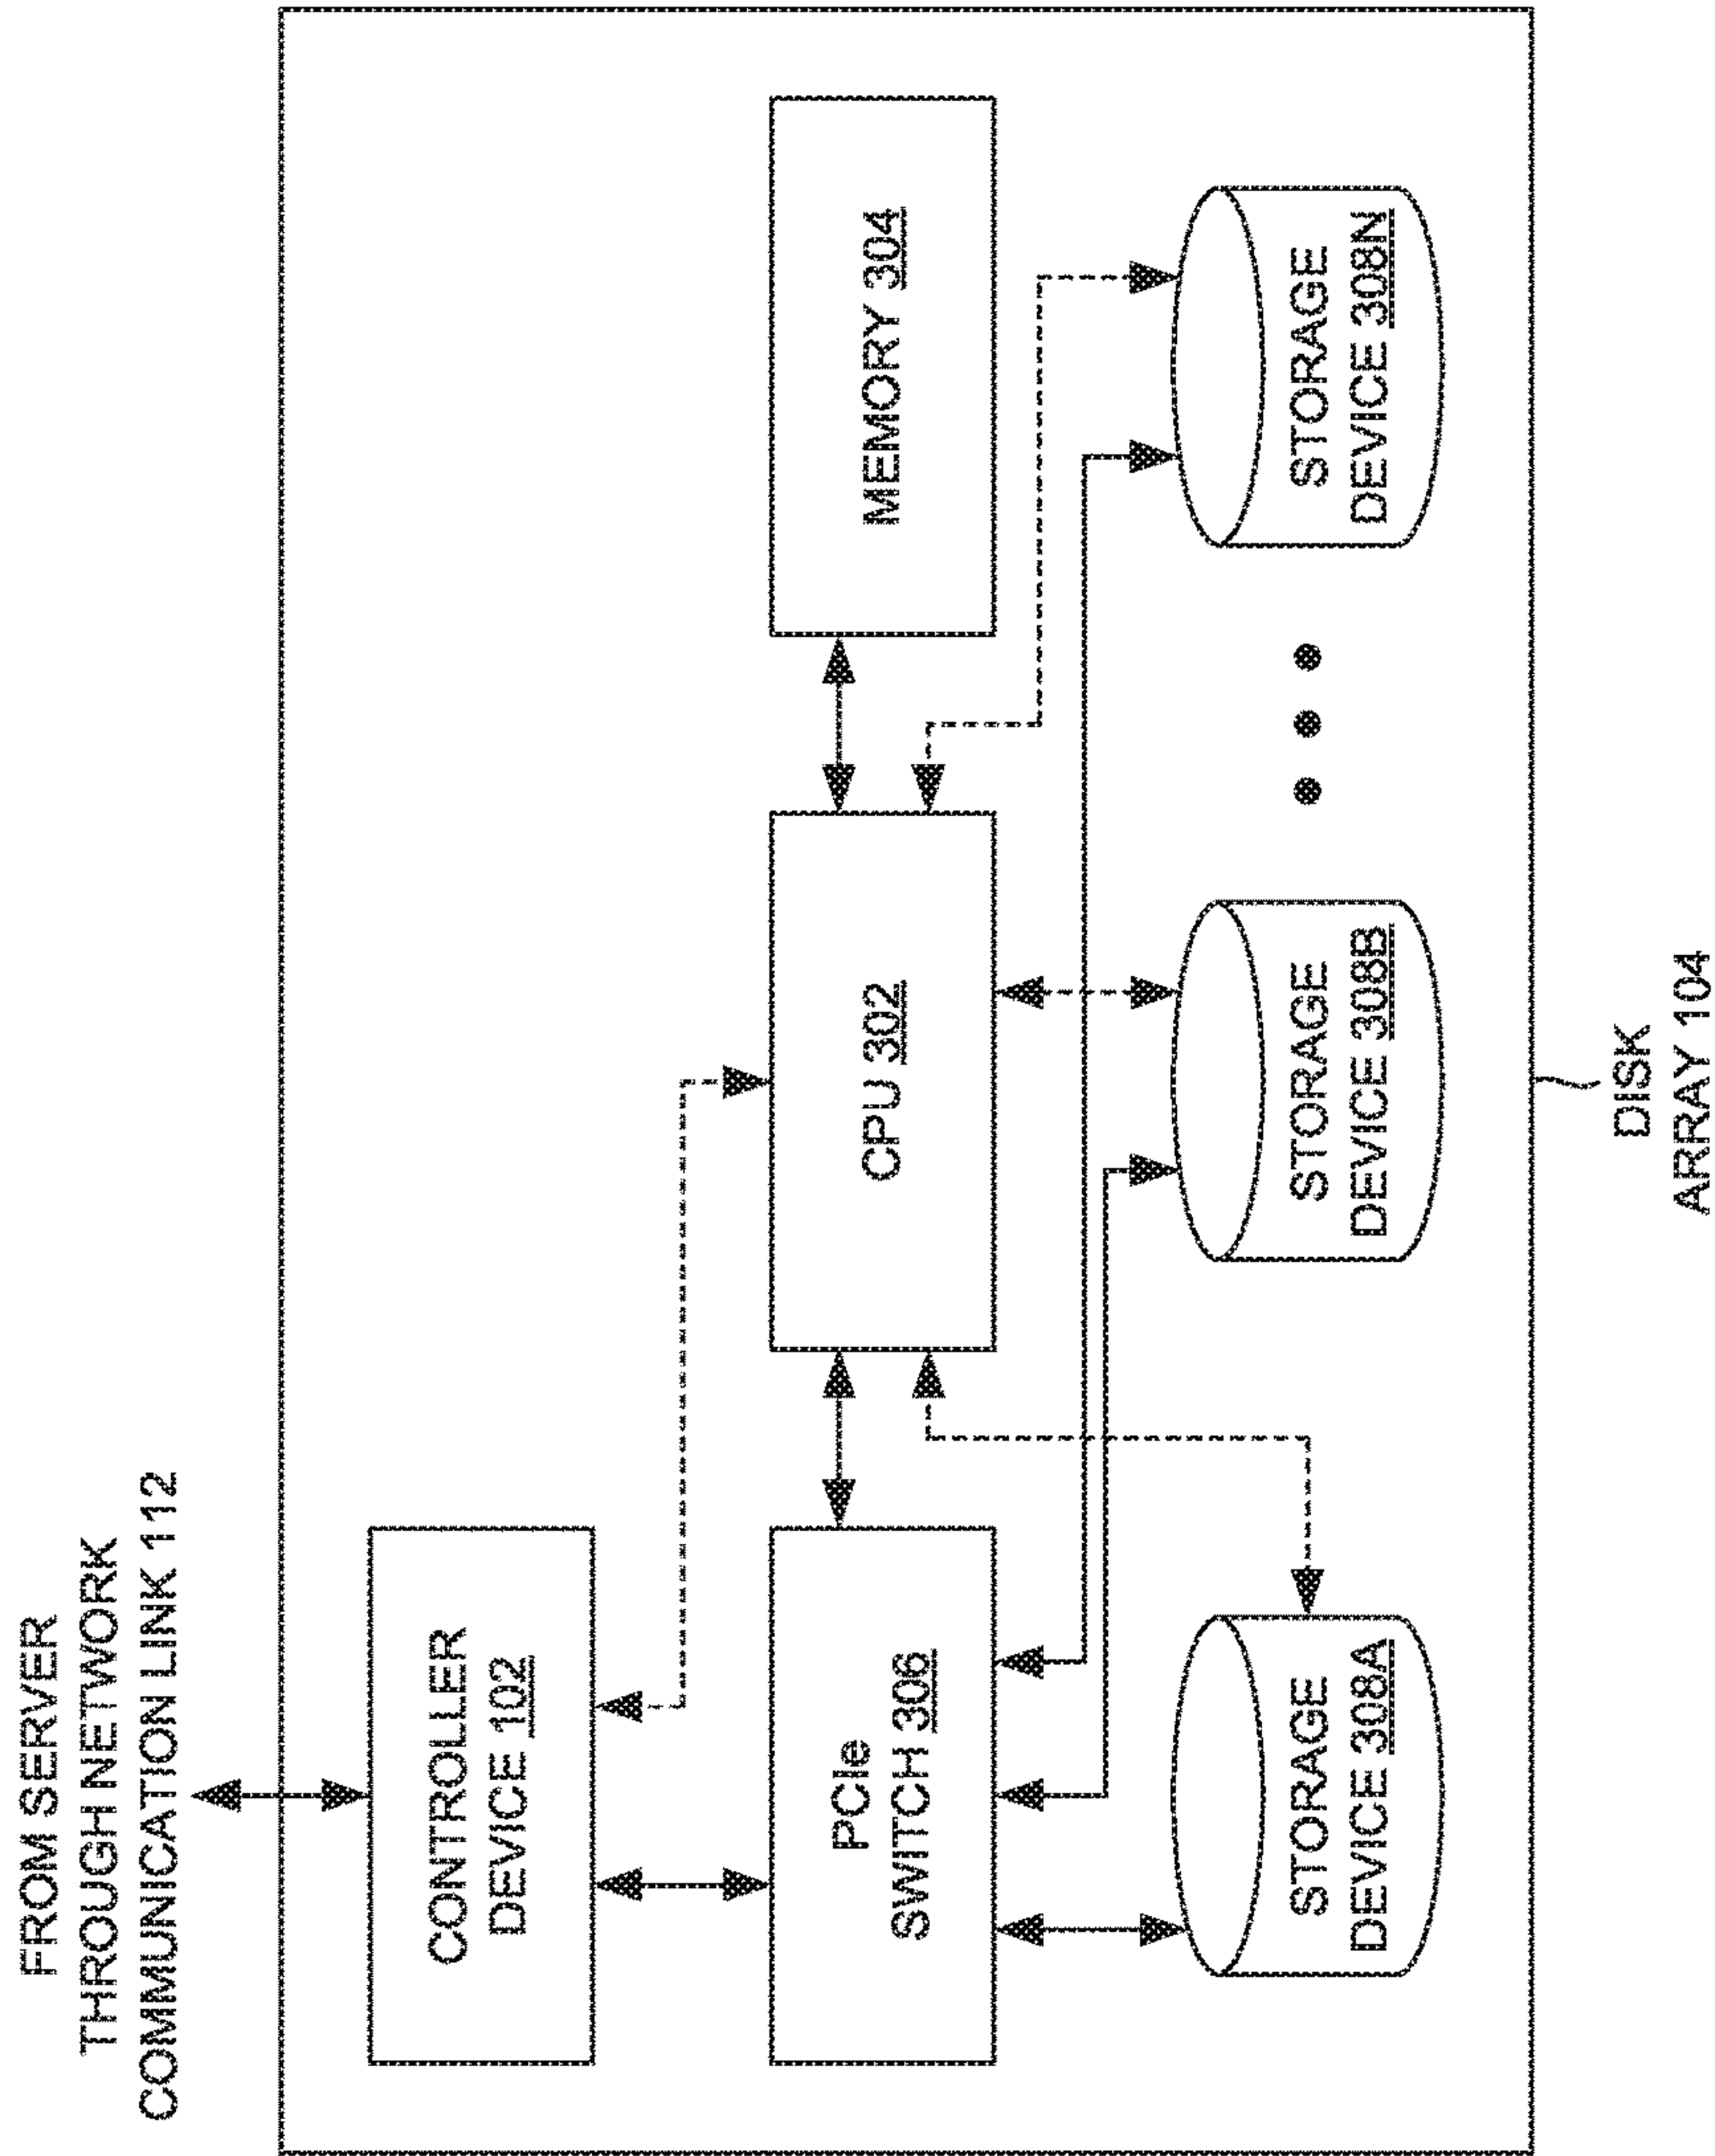 FROM SERVER
THROUGH NETWORK
COMMUNICATION LINK 112
CONTROLLER
DEVICE 102
PCIe
SWITCH 306
CPU 302
MEMORY 304
STORAGE
DEVICE 308A
STORAGE
DEVICE 308B
STORAGE
DEVICE 308N
DISK
ARRAY 104